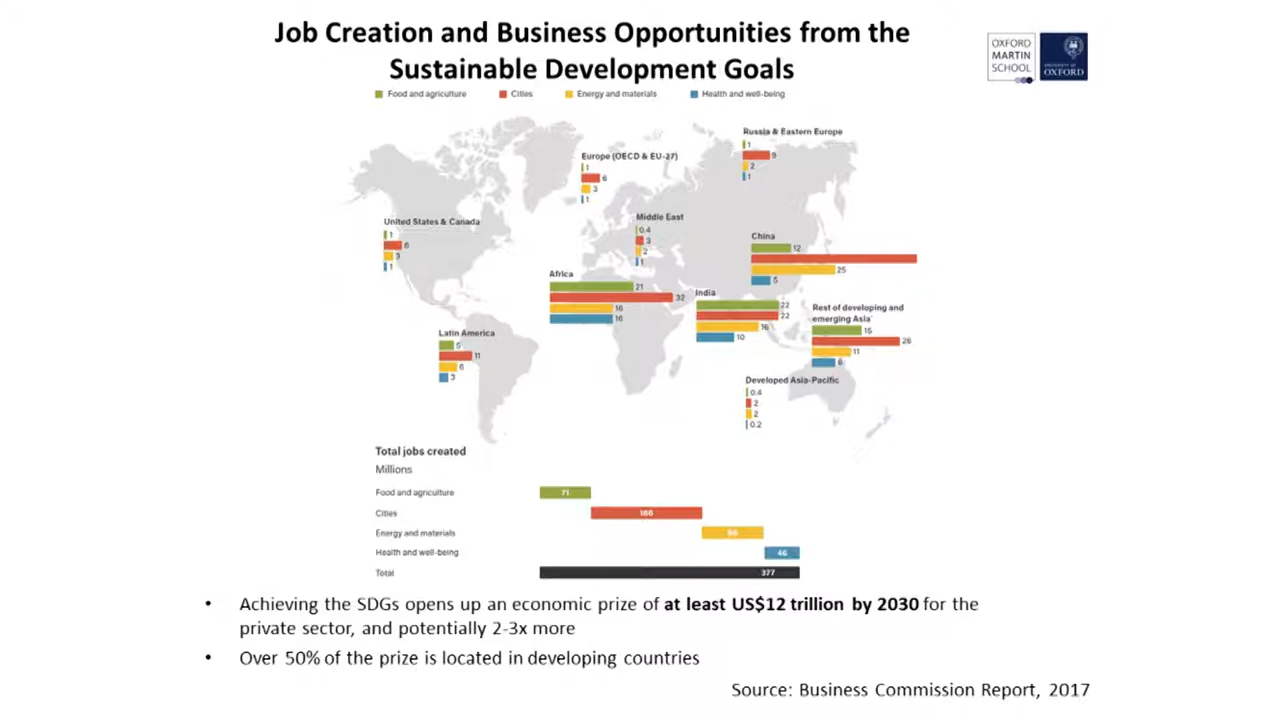 Job Creation and Business Opportunities from the
Sustainable Development Goals
OXFORD
MARTIN
SCHOOL
UNIVERSITY OF
OXFORD
Food and agriculture
Cities
Energy and materials
Health and well-being
Russia & Eastern Europe
1
9
2
1
Europe (OECD & EU-27)
1
6
3
1
United States & Canada
1
6
3
1
Middle East
0.4
3
2
1
China
12
25
5
Africa
21
32
16
16
India
22
22
16
10
Rest of developing and
emerging Asia
15
26
11
6
Latin America
5
11
6
3
Developed Asia-Pacific
0.4
2
2
0.2
Total jobs created
Millions
Food and agriculture 71
Cities 166
Energy and materials
Health and well-being 46
Total 377
• Achieving the SDGs opens up an economic prize of at least US$12 trillion by 2030 for the
private sector, and potentially 2-3x more
• Over 50% of the prize is located in developing countries
Source: Business Commission Report, 2017